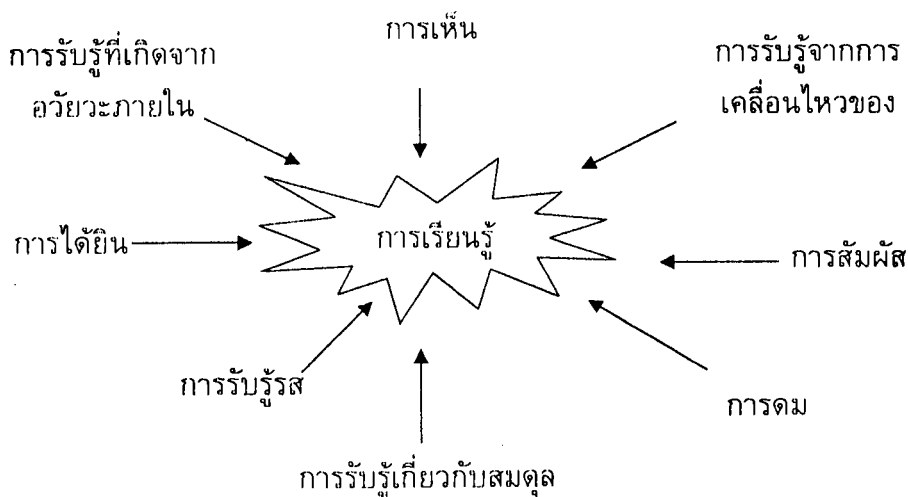 การเห็น
การรับรู้ที่เกิดจาก
อวัยวะภายใน
การรับรู้จากการ
เคลื่อนไหวของ
การได้ยิน
การเรียนรู้
การสัมผัส
การรับรู้รส
การดม
การรับรู้เกี่ยวกับสมดุล